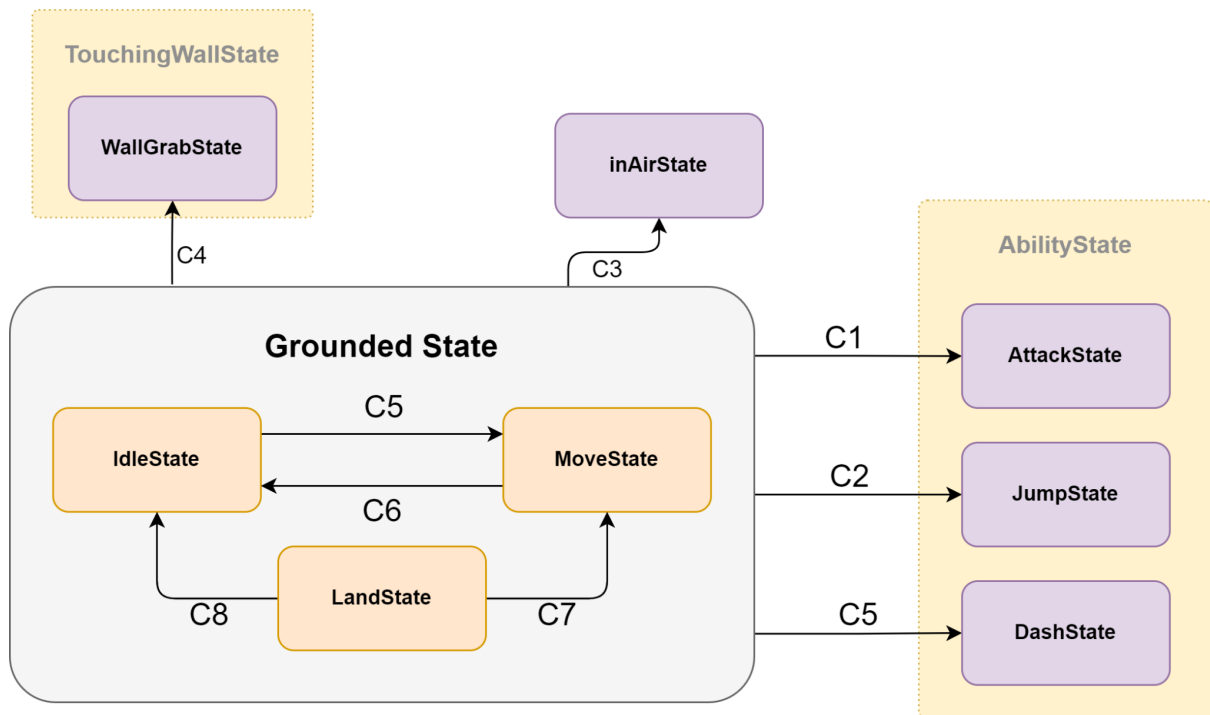 TouchingWallState
WallGrabState
inAirState
C4
C3
AbilityState
Grounded State
C1
AttackState
C5
IdleState
MoveState
C6
C2
JumpState
LandState
C8
C7
C5
DashState